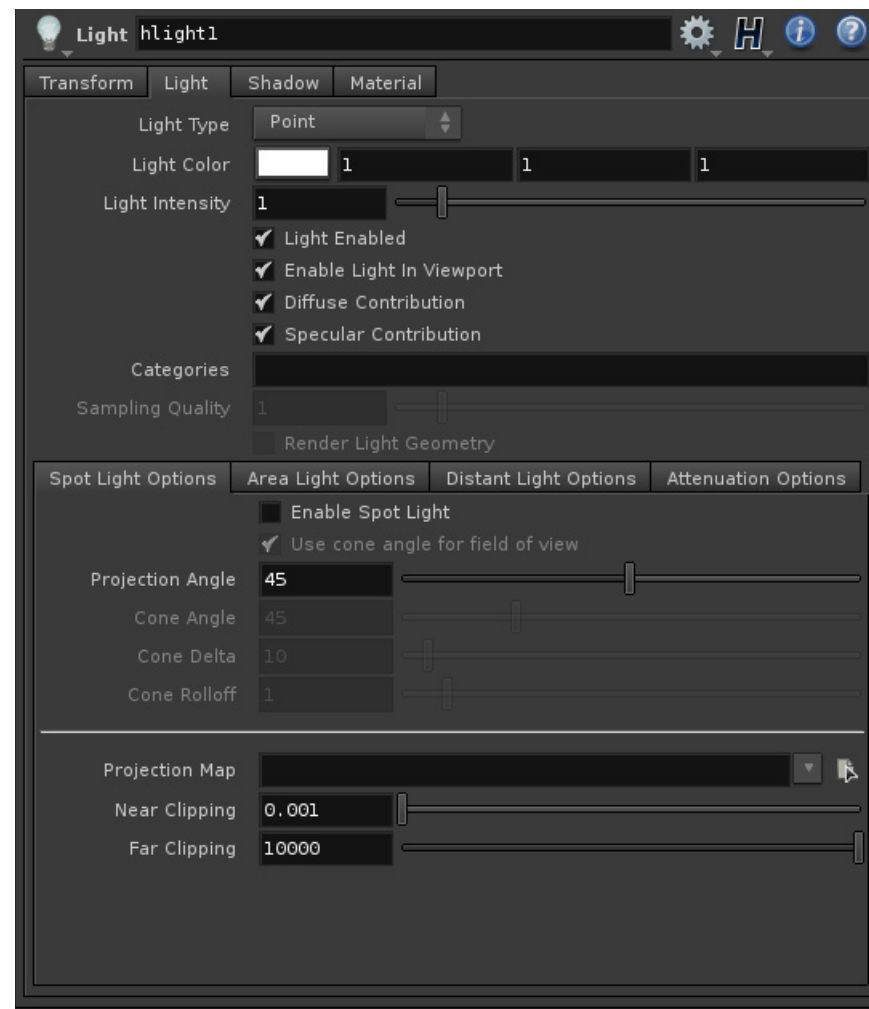 Light hlight1
Transform Light Shadow Material
Light Type Point
Light Color 1 1 1
Light Intensity 1
Light Enabled
Enable Light In Viewport
Diffuse Contribution
Specular Contribution
Categories
Sampling Quality 1
Render Light Geometry
Spot Light Options Area Light Options Distant Light Options Attenuation Options
Enable Spot Light
Use cone angle for field of view
Projection Angle 45
Cone Angle 45
Cone Delta 10
Cone Rolloff 1
Projection Map
Near Clipping 0.001
Far Clipping 10000